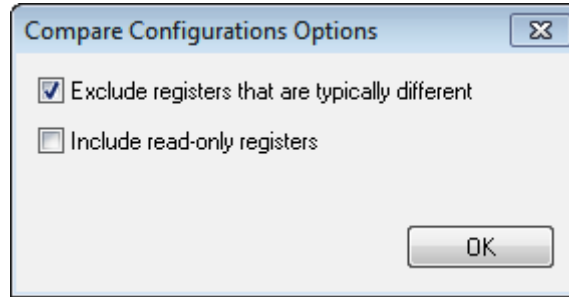 Compare Configurations Options
Exclude registers that are typically different
Include read-only registers
OK